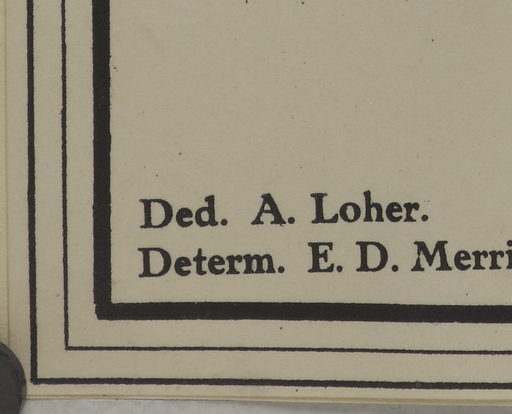 Ded. A. Loher.
Determ. E. D. Merri